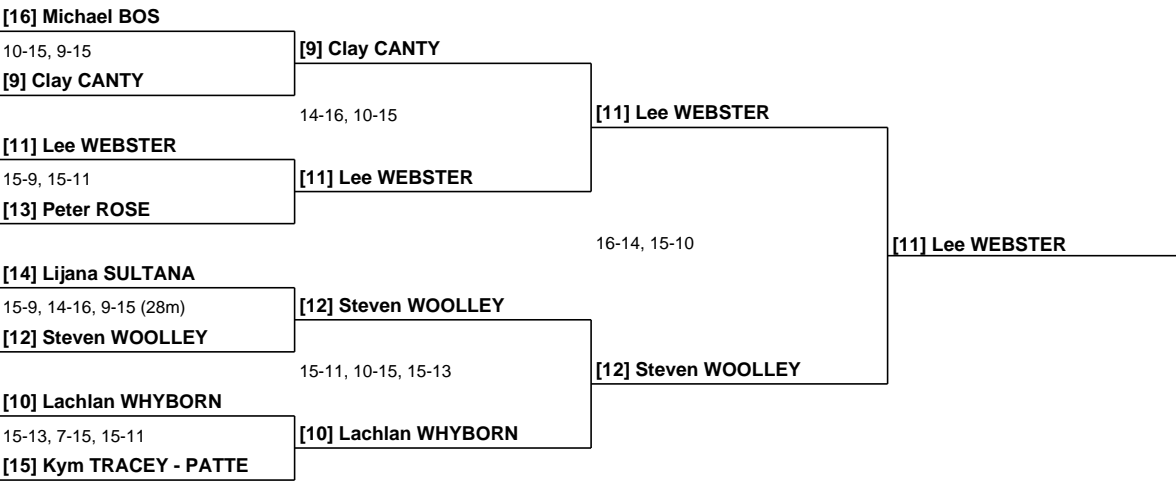 [16] Michael BOS
10-15, 9-15
[9] Clay CANTY
[9] Clay CANTY
14-16, 10-15
[11] Lee WEBSTER
[11] Lee WEBSTER
15-9, 15-11
[11] Lee WEBSTER
[13] Peter ROSE
16-14, 15-10
[11] Lee WEBSTER
[14] Lijana SULTANA
15-9, 14-16, 9-15 (28m)
[12] Steven WOOLLEY
[12] Steven WOOLLEY
15-11, 10-15, 15-13
[12] Steven WOOLLEY
[10] Lachlan WHYBORN
15-13, 7-15, 15-11
[10] Lachlan WHYBORN
[15] Kym TRACEY - PATTE